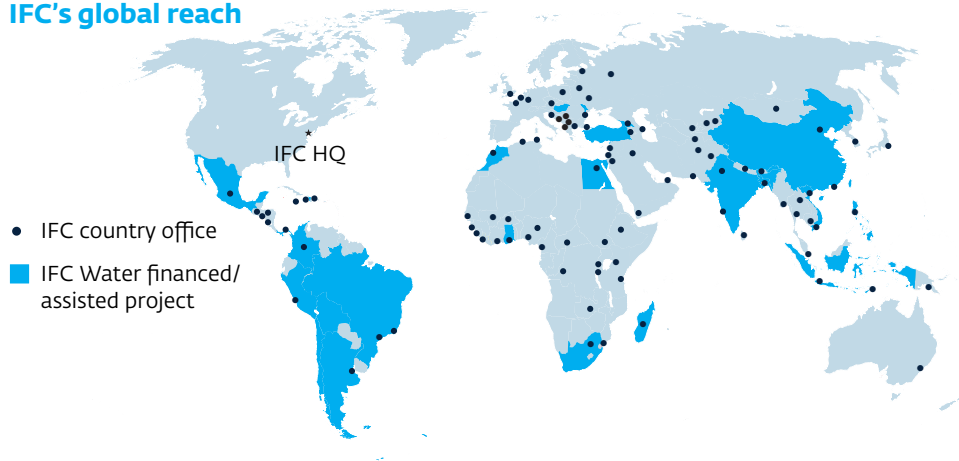 IFC's global reach
IFC HQ
IFC country office
IFC Water financed/
assisted project